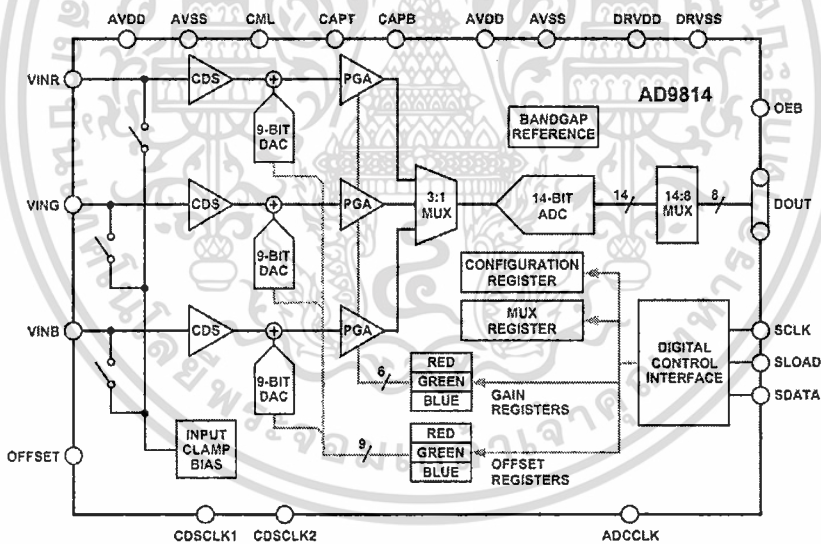 AVDD AVSS CML CAPT CAPB AVDD AVSS DRVDD DRVSS
VINR
CDS
+
PGA
AD9814
OEB
9-BIT
DAC
BANDGAP
REFERENCE
VING
CDS
+
PGA
3:1
MUX
14-BIT
ADC
14
14:8
MUX
8
DOUT
9-BIT
DAC
CONFIGURATION
REGISTER
VINB
CDS
+
PGA
MUX
REGISTER
DIGITAL
CONTROL
INTERFACE
SCLK
SLOAD
SDATA
9-BIT
DAC
6
RED
GREEN
BLUE
GAIN
REGISTERS
OFFSET
INPUT
CLAMP
BIAS
9
RED
GREEN
BLUE
OFFSET
REGISTERS
CDSCLK1 CDSCLK2 ADCCLK